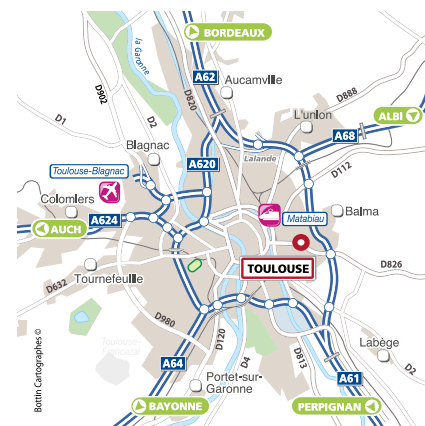 BORDEAUX
la Garonne
A62
Aucamville
D902
D820
D888
D1
D2
L'union
ALBI
A68
Blagnac
Lalande
D112
Toulouse-Blagnac
A620
Colomiers
Matabiau
Balma
A624
AUCH
TOULOUSE
D826
D632
Tournefeuille
D980
D120
Toulouse-
Francazal
D4
D813
Labège
D2
A64
Portet-sur-
Garonne
A61
BAYONNE
PERPIGNAN
Bottin Cartographes ©